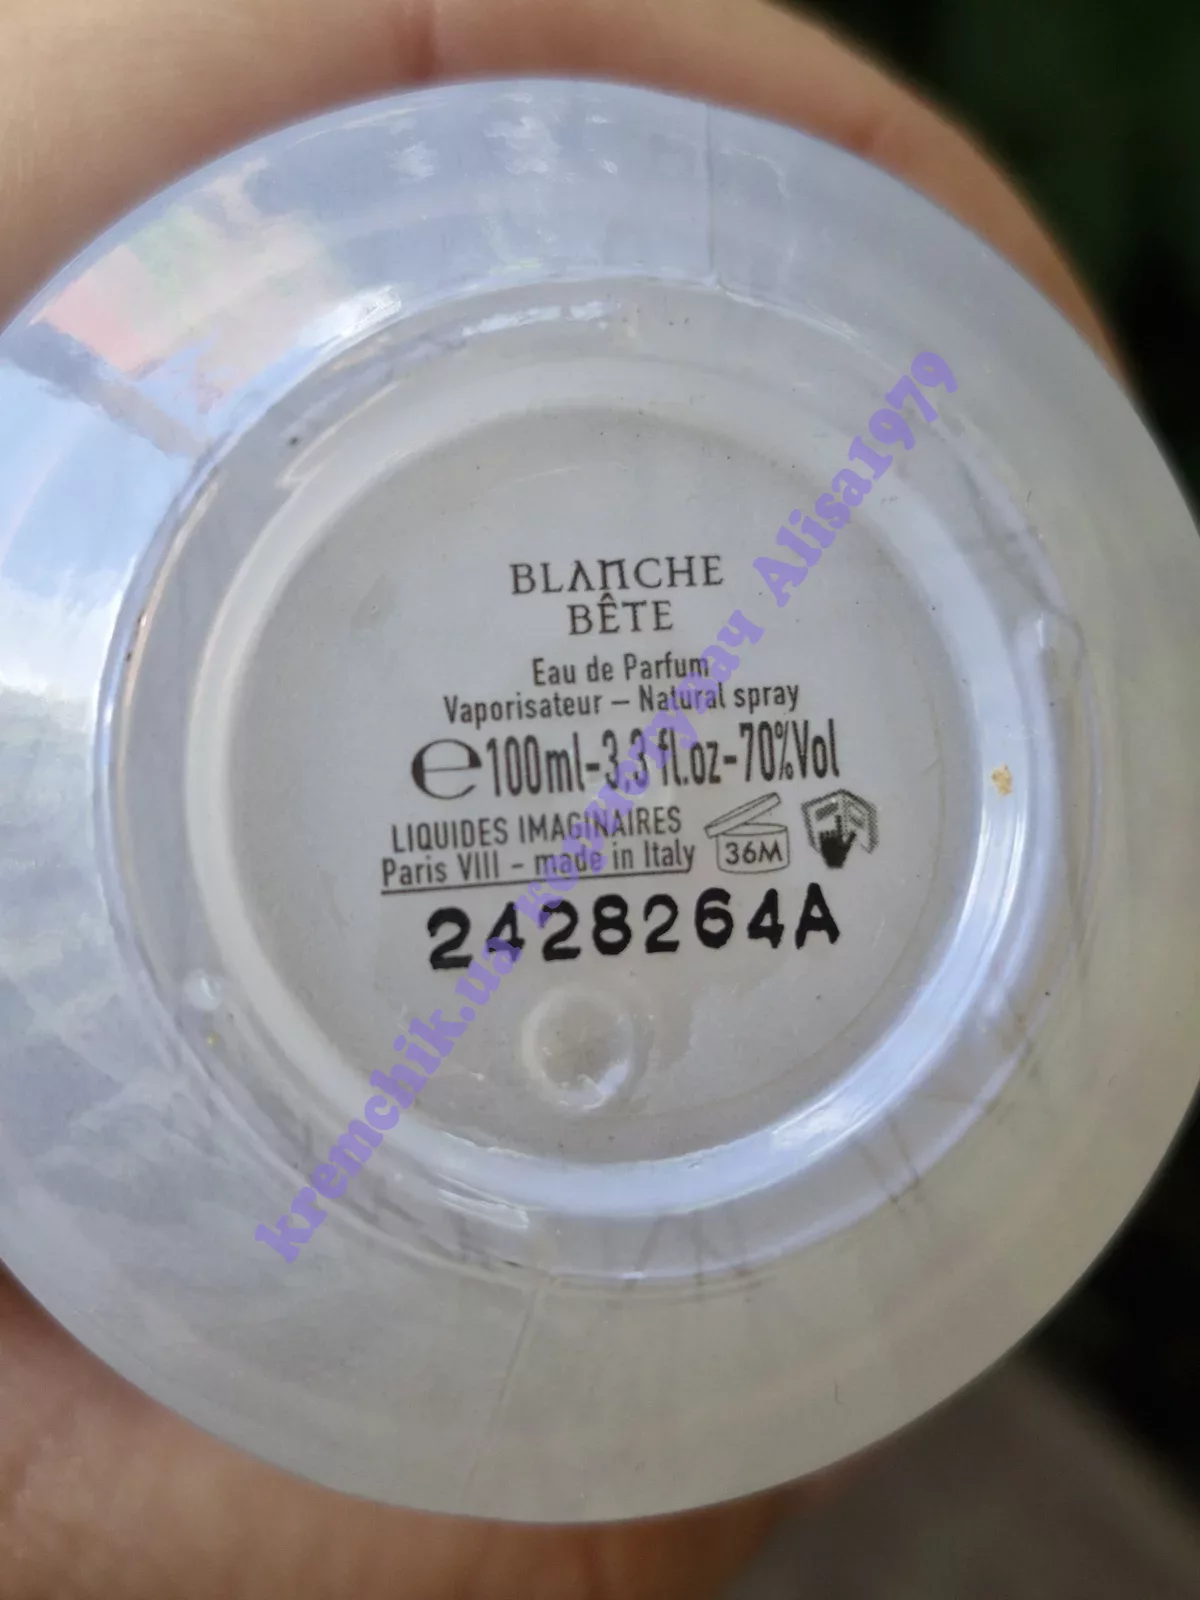 BLANCHE
BÊTE
Eau de Parfum
Vaporisateur – Natural spray
℮100ml-3.3 fl.oz-70%Vol
LIQUIDES IMAGINAIRES
Paris VIII – made in Italy
36M
2428264A
kremchik.ua користувач Alisa1979